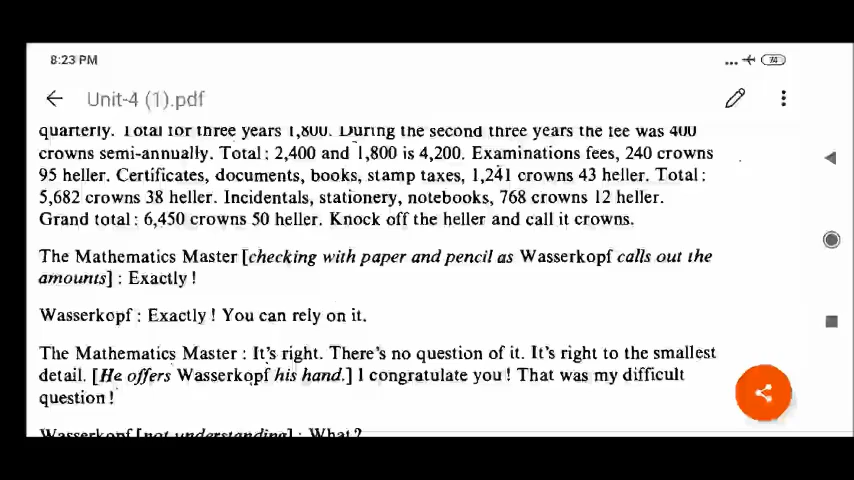 8:23 PM
... 74
Unit-4 (1).pdf
quarterly. Total for three years 1,800. During the second three years the fee was 400
crowns semi-annually. Total: 2,400 and 1,800 is 4,200. Examinations fees, 240 crowns
95 heller. Certificates, documents, books, stamp taxes, 1,241 crowns 43 heller. Total:
5,682 crowns 38 heller. Incidentals, stationery, notebooks, 768 crowns 12 heller.
Grand total: 6,450 crowns 50 heller. Knock off the heller and call it crowns.
The Mathematics Master [checking with paper and pencil as Wasserkopf calls out the
amounts] : Exactly !
Wasserkopf : Exactly ! You can rely on it.
The Mathematics Master : It's right. There's no question of it. It's right to the smallest
detail. [He offers Wasserkopf his hand.] I congratulate you ! That was my difficult
question !
Wasserkopf [not understanding] : What ?